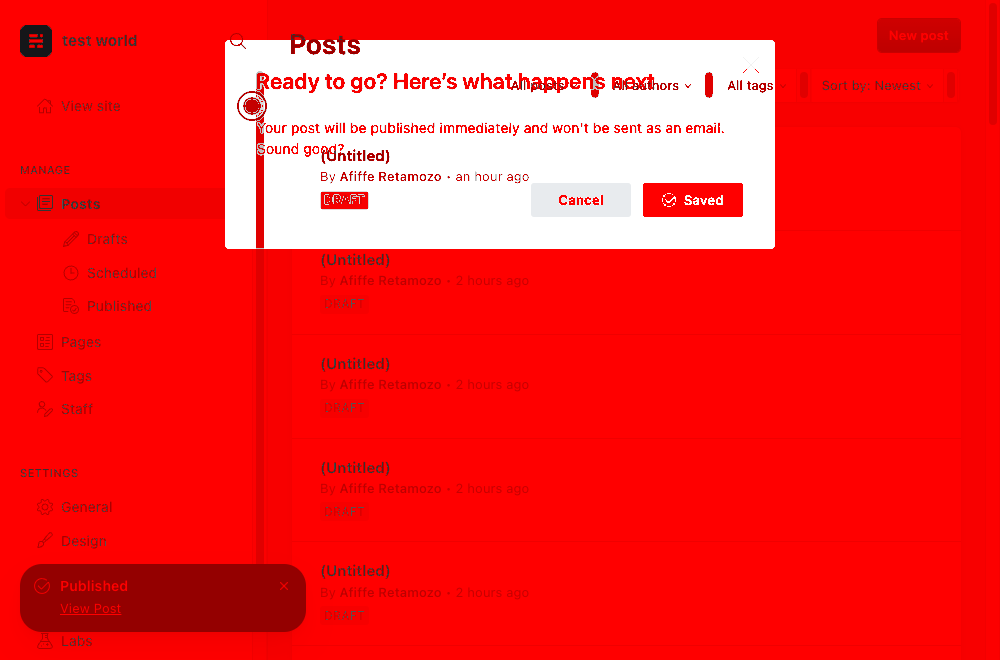 test world
Posts
New post
Ready to go? Here's what happens next
All posts
All authors
All tags
Sort by: Newest
View site
Your post will be published immediately and won't be sent as an email.
Sound good?
(Untitled)
By Afiffe Retamozo • an hour ago
DRAFT
Cancel
Saved
MANAGE
Posts
Drafts
Scheduled
Published
Pages
Tags
Staff
(Untitled)
By Afiffe Retamozo • 2 hours ago
DRAFT
(Untitled)
By Afiffe Retamozo • 2 hours ago
DRAFT
(Untitled)
By Afiffe Retamozo • 2 hours ago
DRAFT
(Untitled)
By Afiffe Retamozo • 2 hours ago
DRAFT
SETTINGS
General
Design
Published
View Post
Labs